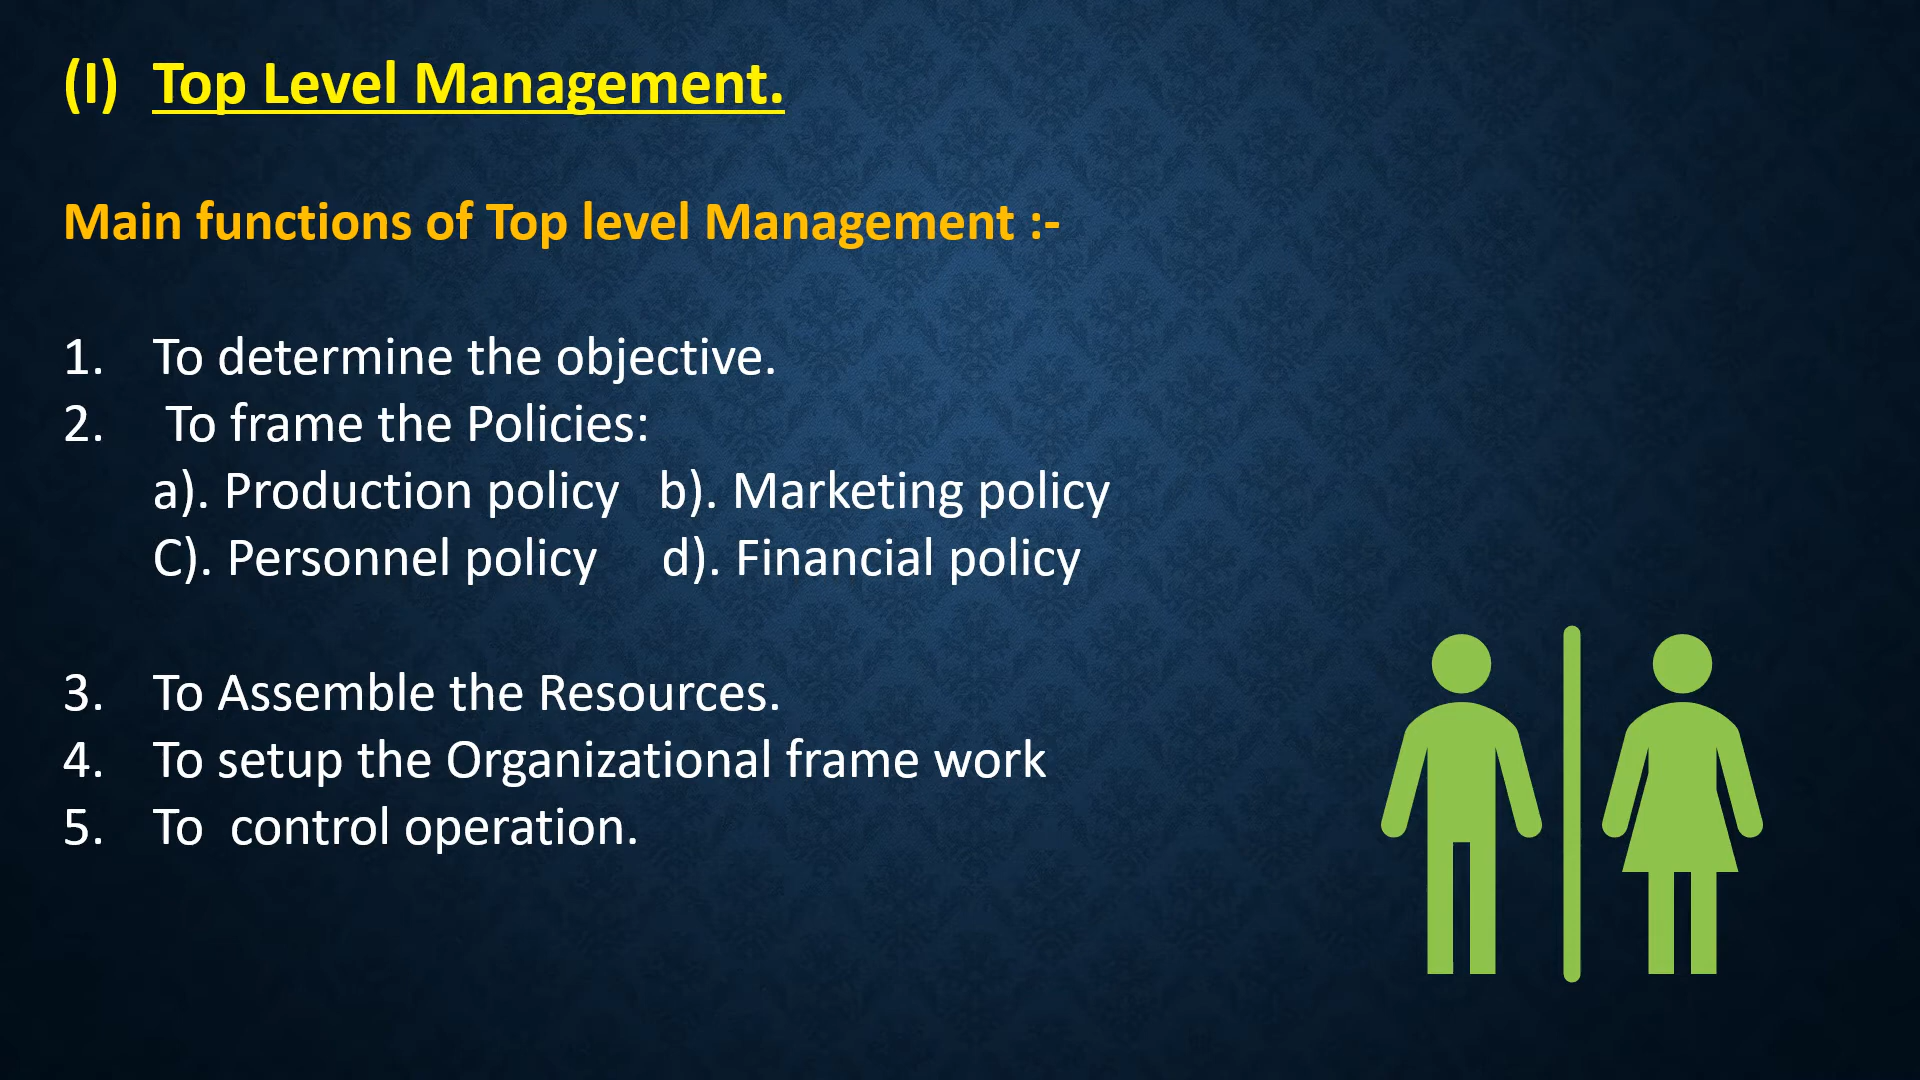 (I) Top Level Management.
Main functions of Top level Management :-
1. To determine the objective.
2. To frame the Policies:
a). Production policy b). Marketing policy
C). Personnel policy d). Financial policy
3. To Assemble the Resources.
4. To setup the Organizational frame work
5. To control operation.